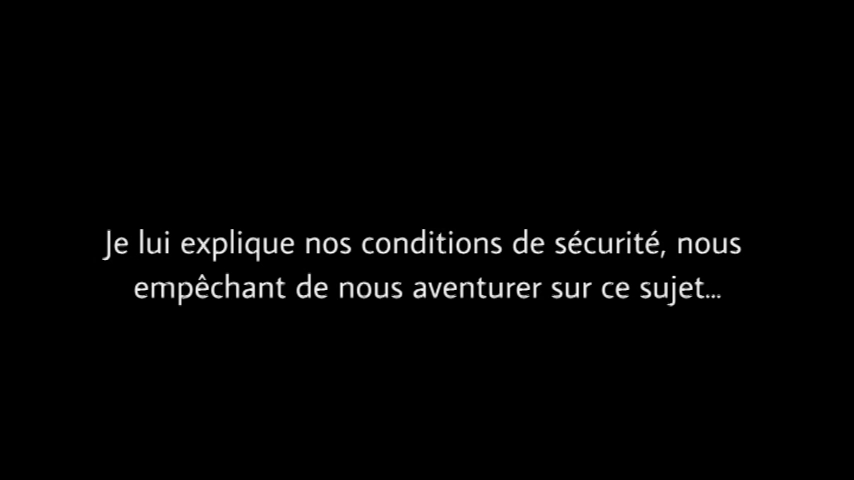 Je lui explique nos conditions de sécurité, nous
empêchant de nous aventurer sur ce sujet...